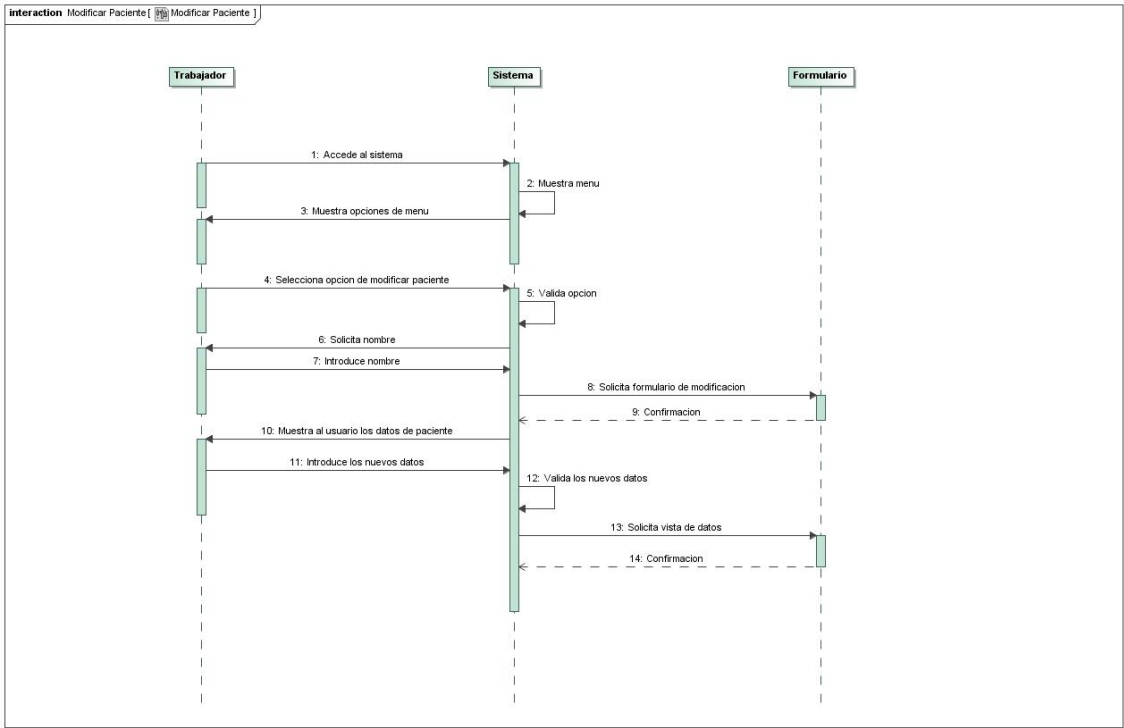 interaction Modificar Paciente [ Modificar Paciente ]
Trabajador
Sistema
Formulario
1: Accede al sistema
2: Muestra menu
3: Muestra opciones de menu
4: Selecciona opcion de modificar paciente
5: Valida opcion
6: Solicita nombre
7: Introduce nombre
8: Solicita formulario de modificacion
9: Confirmacion
10: Muestra al usuario los datos de paciente
11: Introduce los nuevos datos
12: Valida los nuevos datos
13: Solicita vista de datos
14: Confirmacion